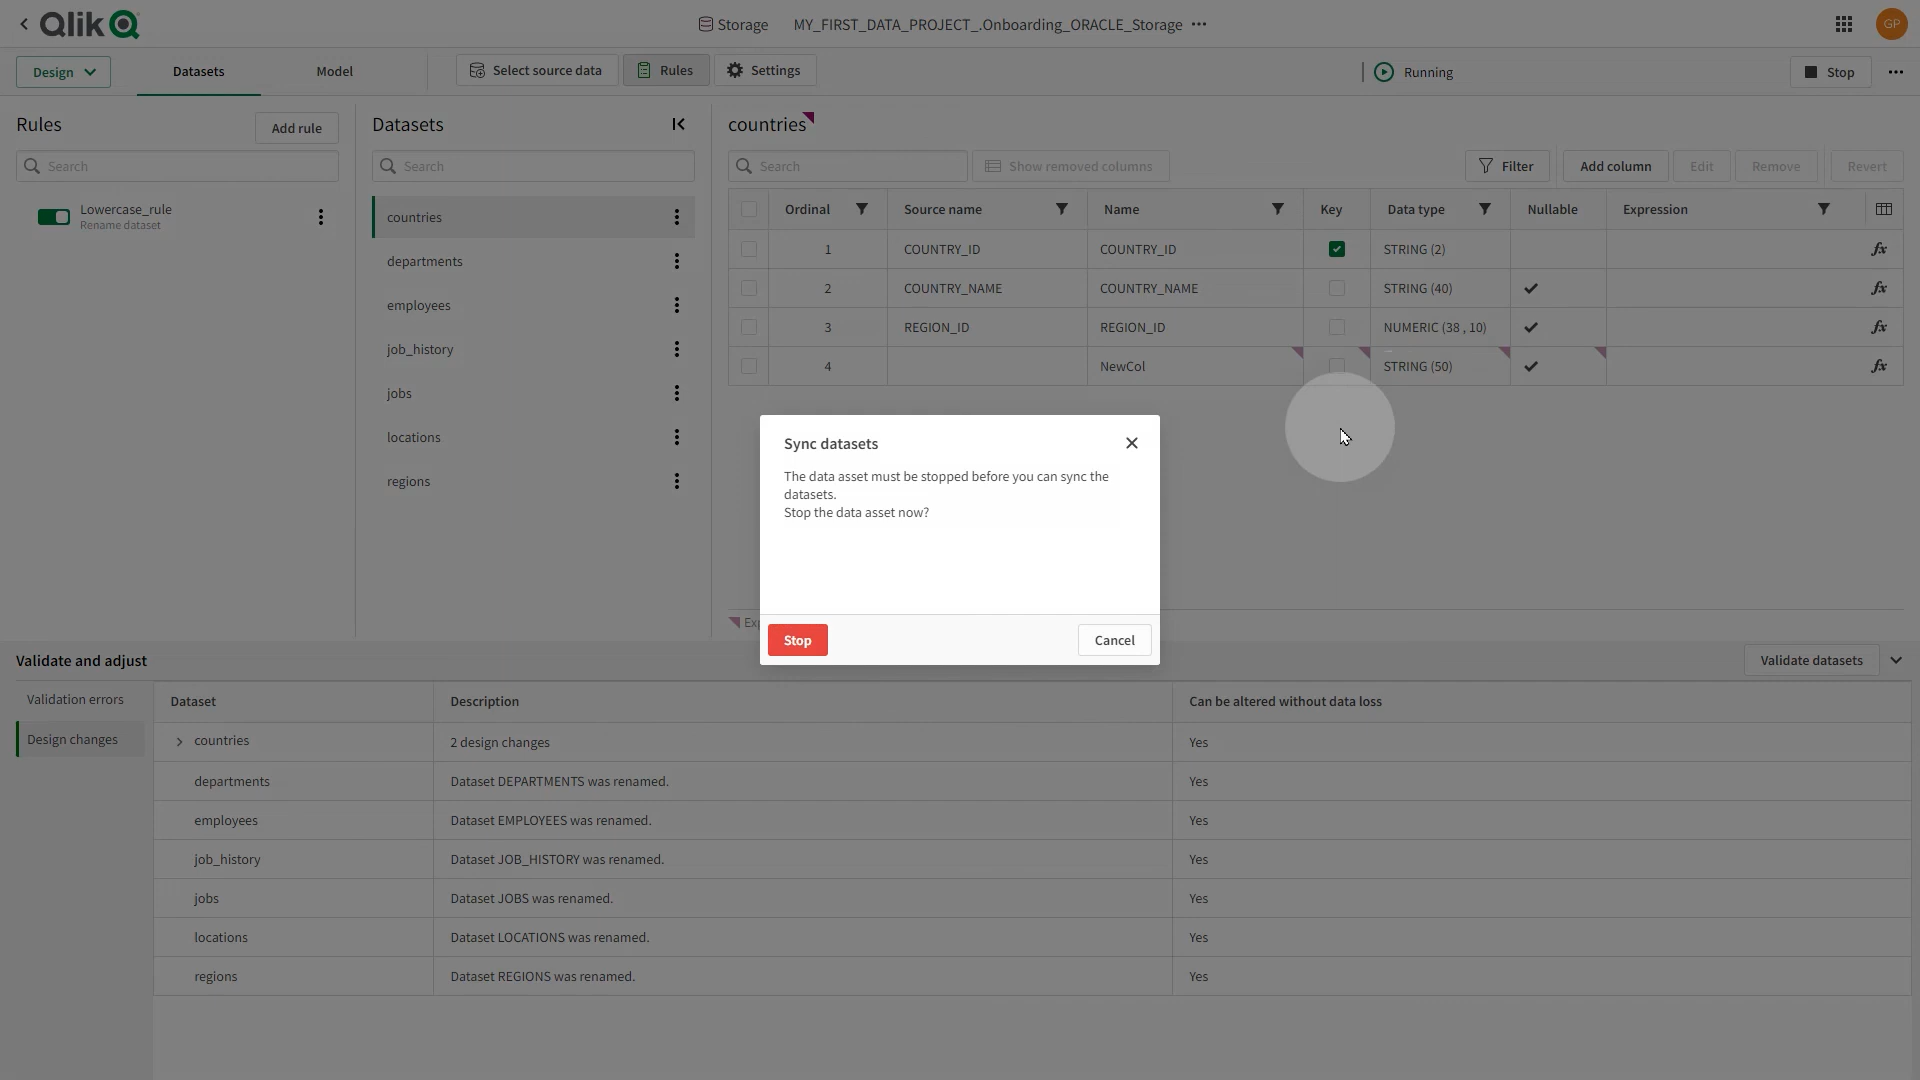 Qlik
Storage
MY_FIRST_DATA_PROJECT_.Onboarding_ORACLE_Storage
GP
Design
Datasets
Model
Select source data
Rules
Settings
Running
Stop
Rules
Add rule
Search
Lowercase_rule
Rename dataset
Datasets
Search
countries
departments
employees
job_history
jobs
locations
regions
countries
Search
Show removed columns
Filter
Add column
Edit
Remove
Revert
Ordinal Source name Name Key Data type Nullable Expression
1 COUNTRY_ID COUNTRY_ID STRING (2) fx
2 COUNTRY_NAME COUNTRY_NAME STRING (40) fx
3 REGION_ID REGION_ID NUMERIC (38 , 10) fx
4 NewCol STRING (50) fx
Sync datasets
The data asset must be stopped before you can sync the
datasets.
Stop the data asset now?
Stop
Cancel
Validate and adjust
Validate datasets
Validation errors
Design changes
Dataset Description Can be altered without data loss
countries 2 design changes Yes
departments Dataset DEPARTMENTS was renamed. Yes
employees Dataset EMPLOYEES was renamed. Yes
job_history Dataset JOB_HISTORY was renamed. Yes
jobs Dataset JOBS was renamed. Yes
locations Dataset LOCATIONS was renamed. Yes
regions Dataset REGIONS was renamed. Yes